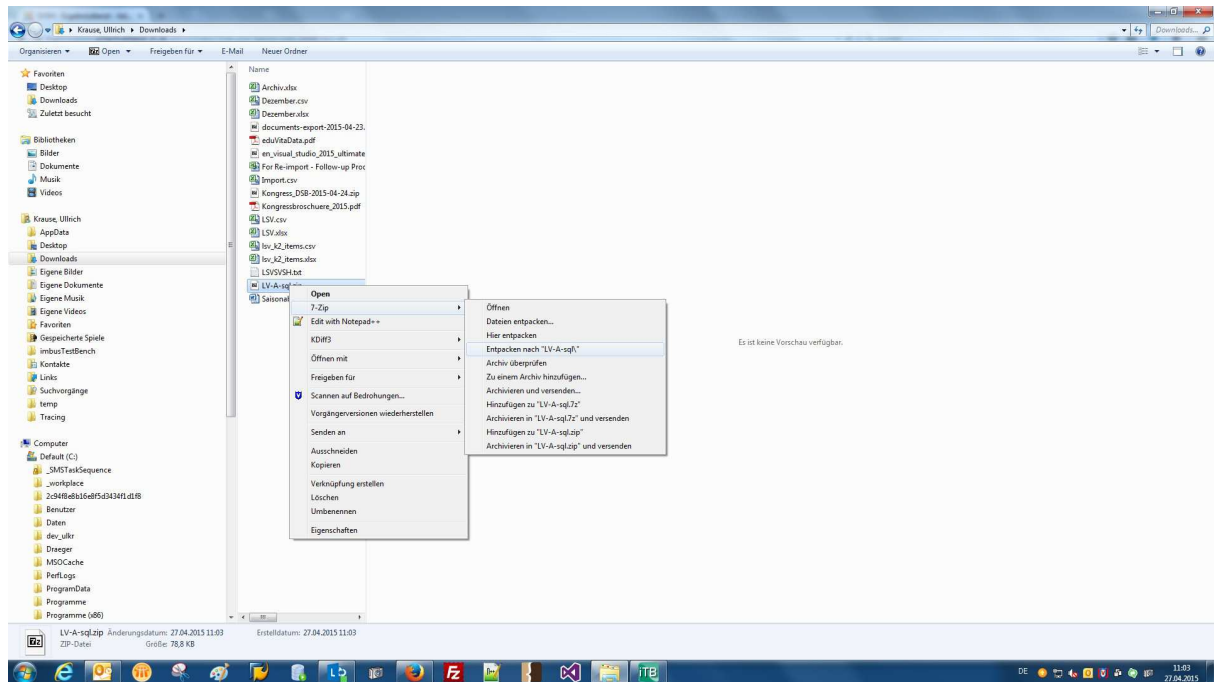 Krause, Ullrich ▸ Downloads ▸
Downloads...
Organisieren
Open
Freigeben für
E-Mail
Neuer Ordner
Favoriten
Desktop
Downloads
Zuletzt besucht
Bibliotheken
Bilder
Dokumente
Musik
Videos
Krause, Ullrich
AppData
Desktop
Downloads
Eigene Bilder
Eigene Dokumente
Eigene Musik
Eigene Videos
Favoriten
Gespeicherte Spiele
imbusTestBench
Kontakte
Links
Suchvorgänge
temp
Tracing
Computer
Default (C:)
_SMSTaskSequence
_workplace
2c94f8e8b16e8f5d3434f1d1f8
Benutzer
Daten
dev_ulkr
Draeger
MSOCache
PerfLogs
ProgramData
Programme
Programme (x86)
Name
Archiv.xlsx
Dezember.csv
Dezember.xlsx
documents-export-2015-04-23.
eduVitaData.pdf
en_visual_studio_2015_ultimate
For Re-import - Follow-up Proc
Import.csv
Kongress_DSB-2015-04-24.zip
Kongressbroschuere_2015.pdf
LSV.csv
LSV.xlsx
lsv_k2_items.csv
lsv_k2_items.xlsx
LSVSVSH.txt
LV-A-sql.zip
Saisonal
Open
7-Zip
Edit with Notepad++
KDiff3
Öffnen mit
Freigeben für
Scannen auf Bedrohungen...
Vorgängerversionen wiederherstellen
Senden an
Ausschneiden
Kopieren
Verknüpfung erstellen
Löschen
Umbenennen
Eigenschaften
Öffnen
Dateien entpacken...
Hier entpacken
Entpacken nach "LV-A-sql\"
Archiv überprüfen
Zu einem Archiv hinzufügen...
Archivieren und versenden...
Hinzufügen zu "LV-A-sql.7z"
Archivieren in "LV-A-sql.7z" und versenden
Hinzufügen zu "LV-A-sql.zip"
Archivieren in "LV-A-sql.zip" und versenden
Es ist keine Vorschau verfügbar.
LV-A-sql.zip Änderungsdatum: 27.04.2015 11:03 Erstelldatum: 27.04.2015 11:03
ZIP-Datei Größe: 78,8 KB
DE
11:03
27.04.2015